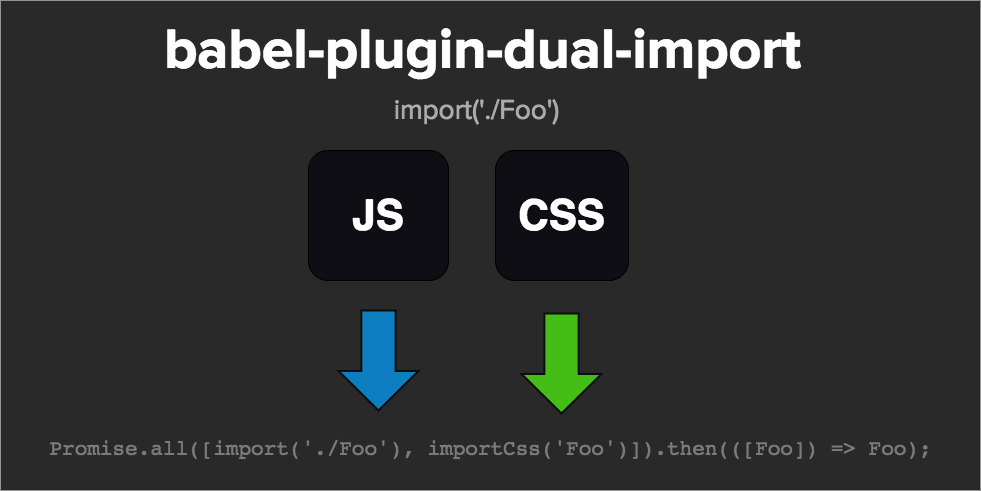 babel-plugin-dual-import
import('./Foo')
JS CSS
Promise.all([import('./Foo'), importCss('Foo')]).then(([Foo]) => Foo);